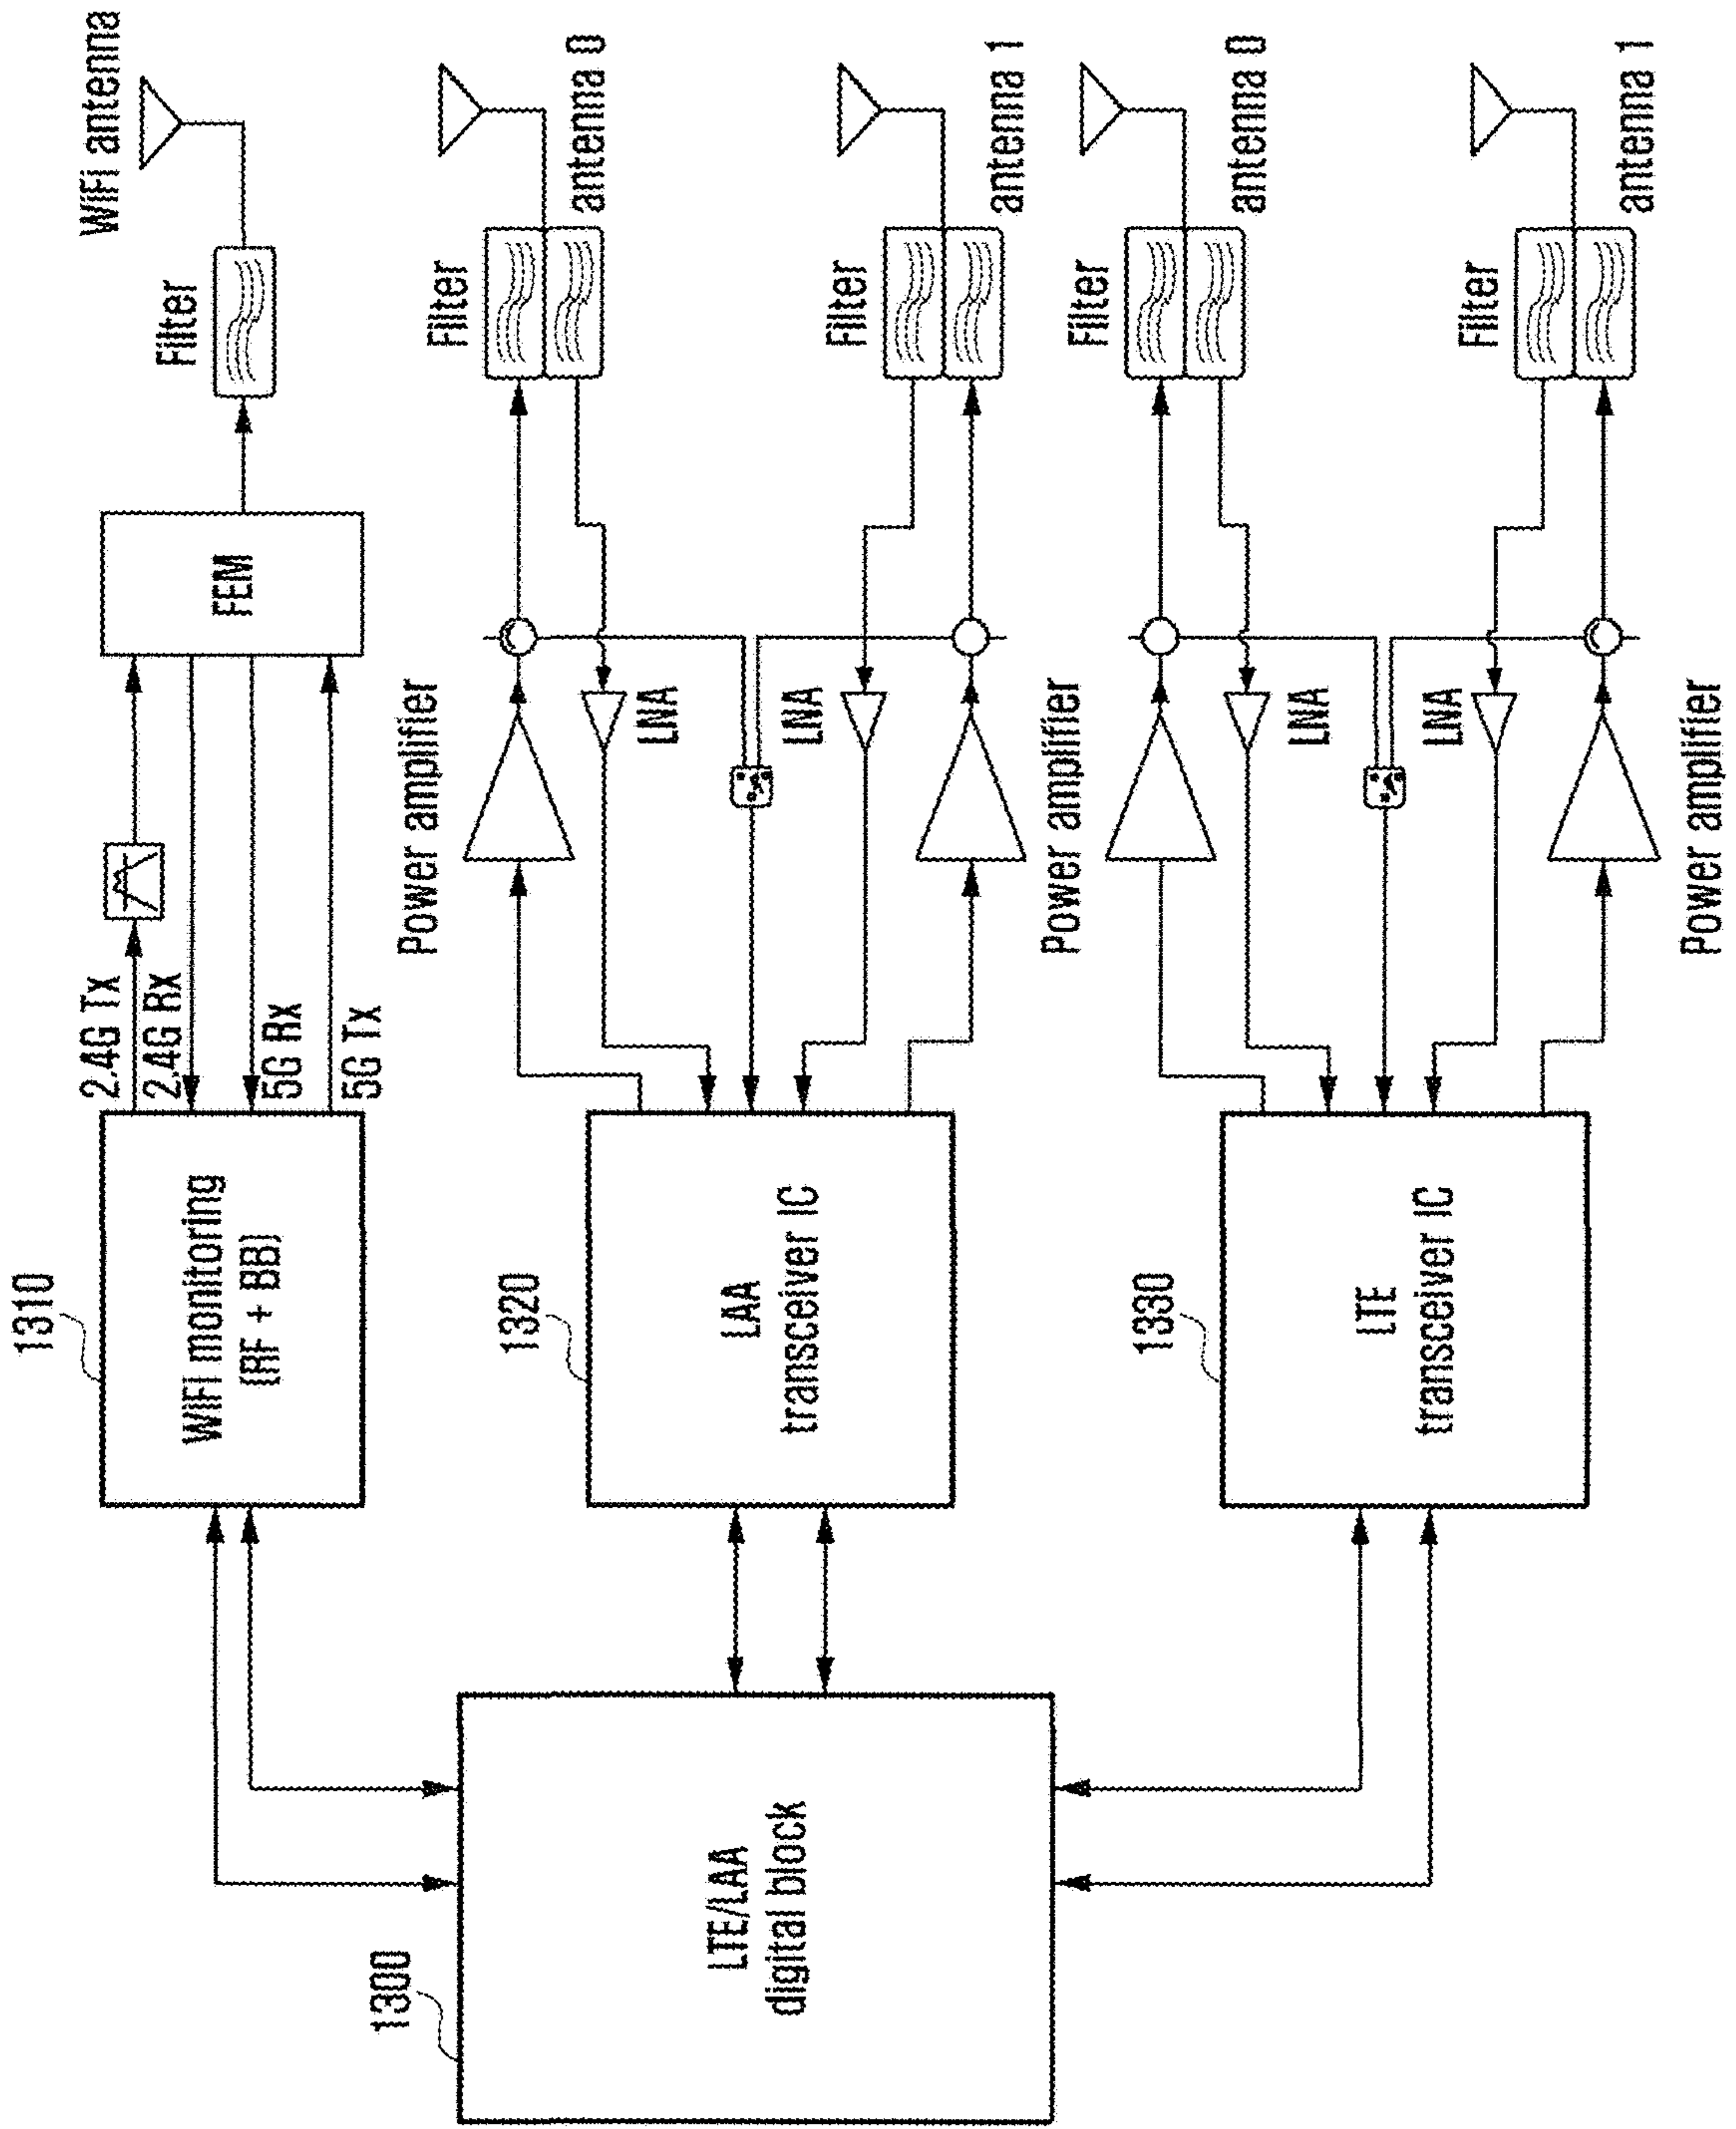 WiFi antenna
Filter
FEM
2.4G Tx
2.4G Rx
5G Rx
5G Tx
1310
WiFi monitoring
(RF + BB)
Filter
antenna 0
Power amplifier
LNA
LNA
Filter
antenna 1
1320
LAA
transceiver IC
Filter
antenna 0
Power amplifier
LNA
LNA
Filter
antenna 1
Power amplifier
1330
LTE
transceiver IC
1300
LTE/LAA
digital block